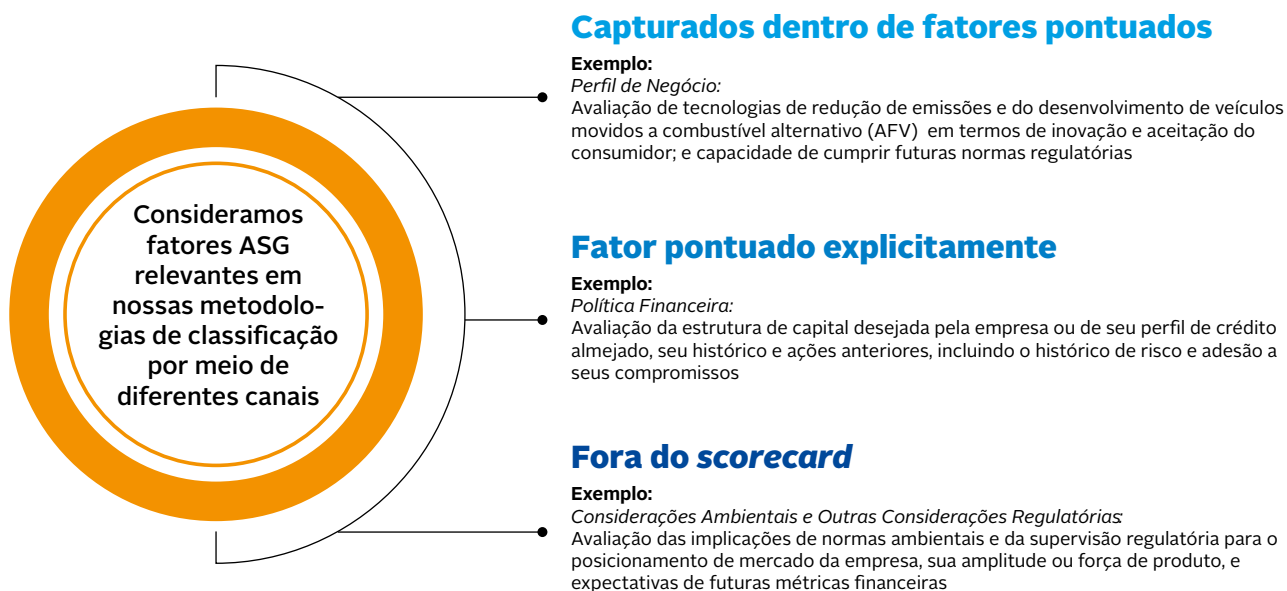 Consideramos
fatores ASG
relevantes em
nossas metodolo-
gias de classificação
por meio de
diferentes canais
Capturados dentro de fatores pontuados
Exemplo:
Perfil de Negócio:
Avaliação de tecnologias de redução de emissões e do desenvolvimento de veículos
movidos a combustível alternativo (AFV) em termos de inovação e aceitação do
consumidor; e capacidade de cumprir futuras normas regulatórias
Fator pontuado explicitamente
Exemplo:
Política Financeira:
Avaliação da estrutura de capital desejada pela empresa ou de seu perfil de crédito
almejado, seu histórico e ações anteriores, incluindo o histórico de risco e adesão a
seus compromissos
Fora do scorecard
Exemplo:
Considerações Ambientais e Outras Considerações Regulatórias:
Avaliação das implicações de normas ambientais e da supervisão regulatória para o
posicionamento de mercado da empresa, sua amplitude ou força de produto, e
expectativas de futuras métricas financeiras